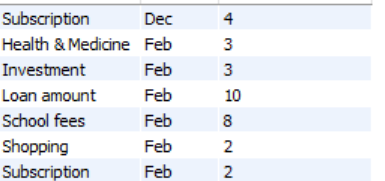 Subscription Dec 4
Health & Medicine Feb 3
Investment Feb 3
Loan amount Feb 10
School fees Feb 8
Shopping Feb 2
Subscription Feb 2